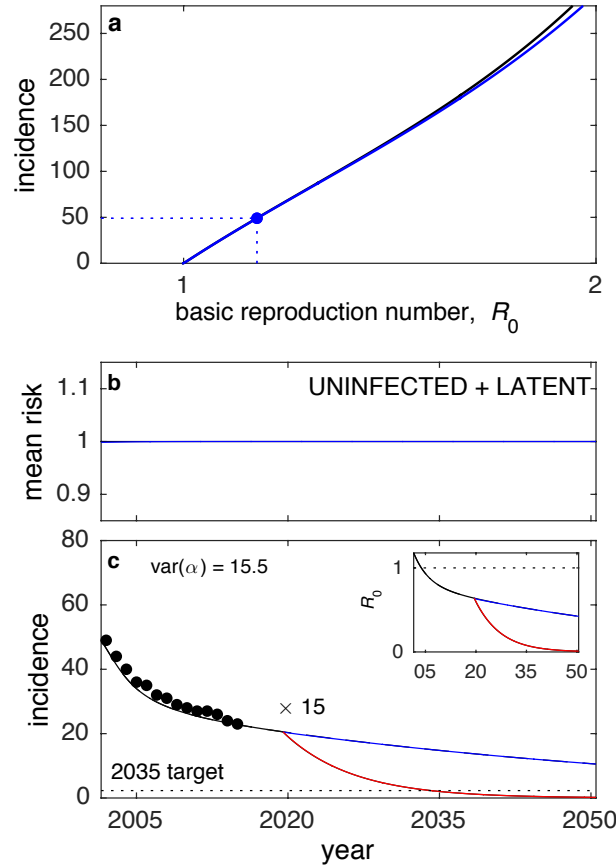 a
250
200
150
100
50
0
incidence
1
2
basic reproduction number, R0
b
UNINFECTED + LATENT
1.1
1
0.9
mean risk
c
var(α) = 15.5
80
60
40
20
0
incidence
× 15
2035 target
1
0
R0
05
20
35
50
2005
2020
2035
2050
year